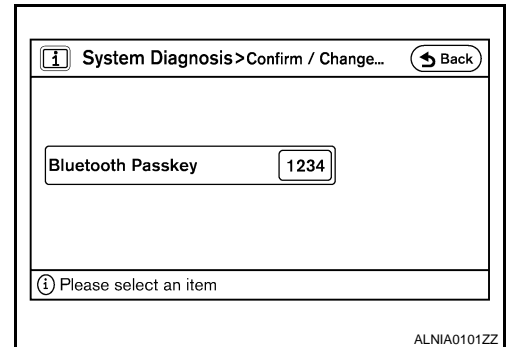 i System Diagnosis>Confirm / Change... Back
Bluetooth Passkey 1234
i Please select an item
ALNIA0101ZZ